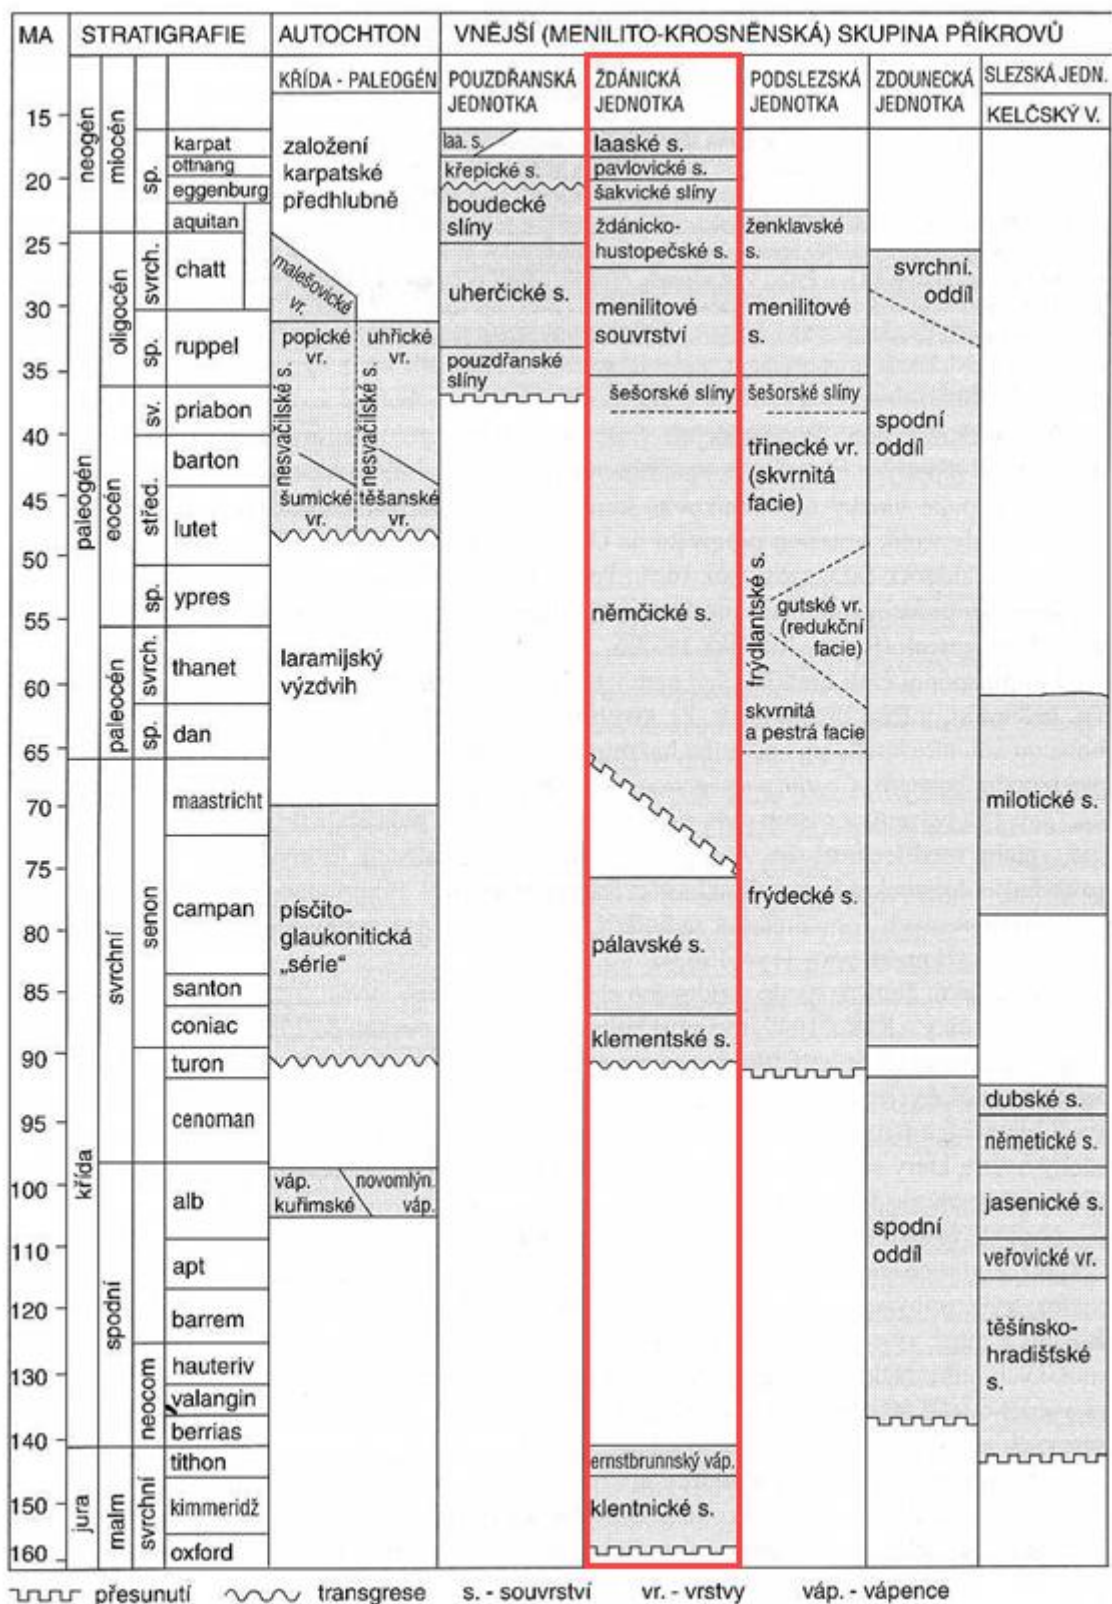 MA
STRATIGRAFIE
AUTOCHTON
VNĚJŠÍ (MENILITO-KROSNĚNSKÁ) SKUPINA PŘÍKROVŮ
KŘÍDA - PALEOGÉN
POUZDŘANSKÁ
JEDNOTKA
ŽDÁNICKÁ
JEDNOTKA
PODSLEZSKÁ
JEDNOTKA
ZDOUNECKÁ
JEDNOTKA
SLEZSKÁ JEDN.
KELČSKÝ V.
15
20
25
30
35
40
45
50
55
60
65
70
75
80
85
90
95
100
110
120
130
140
150
160
neogén
paleogén
křída
jura
miocén
oligocén
eocén
paleocén
svrchní
spodní
malm
sp.
svrch.
sp.
sv.
střed.
sp.
svrch.
sp.
senon
neocom
svrchní
karpat
ottnang
eggenburg
aquitan
chatt
ruppel
priabon
barton
lutet
ypres
thanet
dan
maastricht
campan
santon
coniac
turon
cenoman
alb
apt
barrem
hauteriv
valangin
berrias
tithon
kimmeridž
oxford
založení
karpatské
předhlubně
malešovické
vr.
popické
vr.
uhřické
vr.
nesvačilské s.
nesvačilské s.
šumické
vr.
těšanské
vr.
laramijský
výzdvih
písčito-
glaukonitická
„série“
váp.
kuřimské
novomlýn.
váp.
laa. s.
křepické s.
boudecké
slíny
uherčické s.
pouzdřanské
slíny
laaské s.
pavlovické s.
šakvické slíny
ždánicko-
hustopečské s.
menilitové
souvrství
šešorské slíny
němčické s.
pálavské s.
klementské s.
ernstbrunnský váp.
klentnické s.
ženklavské
s.
menilitové
s.
šešorské slíny
třinecké vr.
(skvrnitá
facie)
frýdlantské s.
gutské vr.
(redukční
facie)
skvrnitá
a pestrá facie
frýdecké s.
svrchní.
oddíl
spodní
oddíl
spodní
oddíl
milotické s.
dubské s.
němetické s.
jasenické s.
veřovické vr.
těšínsko-
hradišťské
s.
přesunutí
transgrese
s. - souvrství
vr. - vrstvy
váp. - vápence